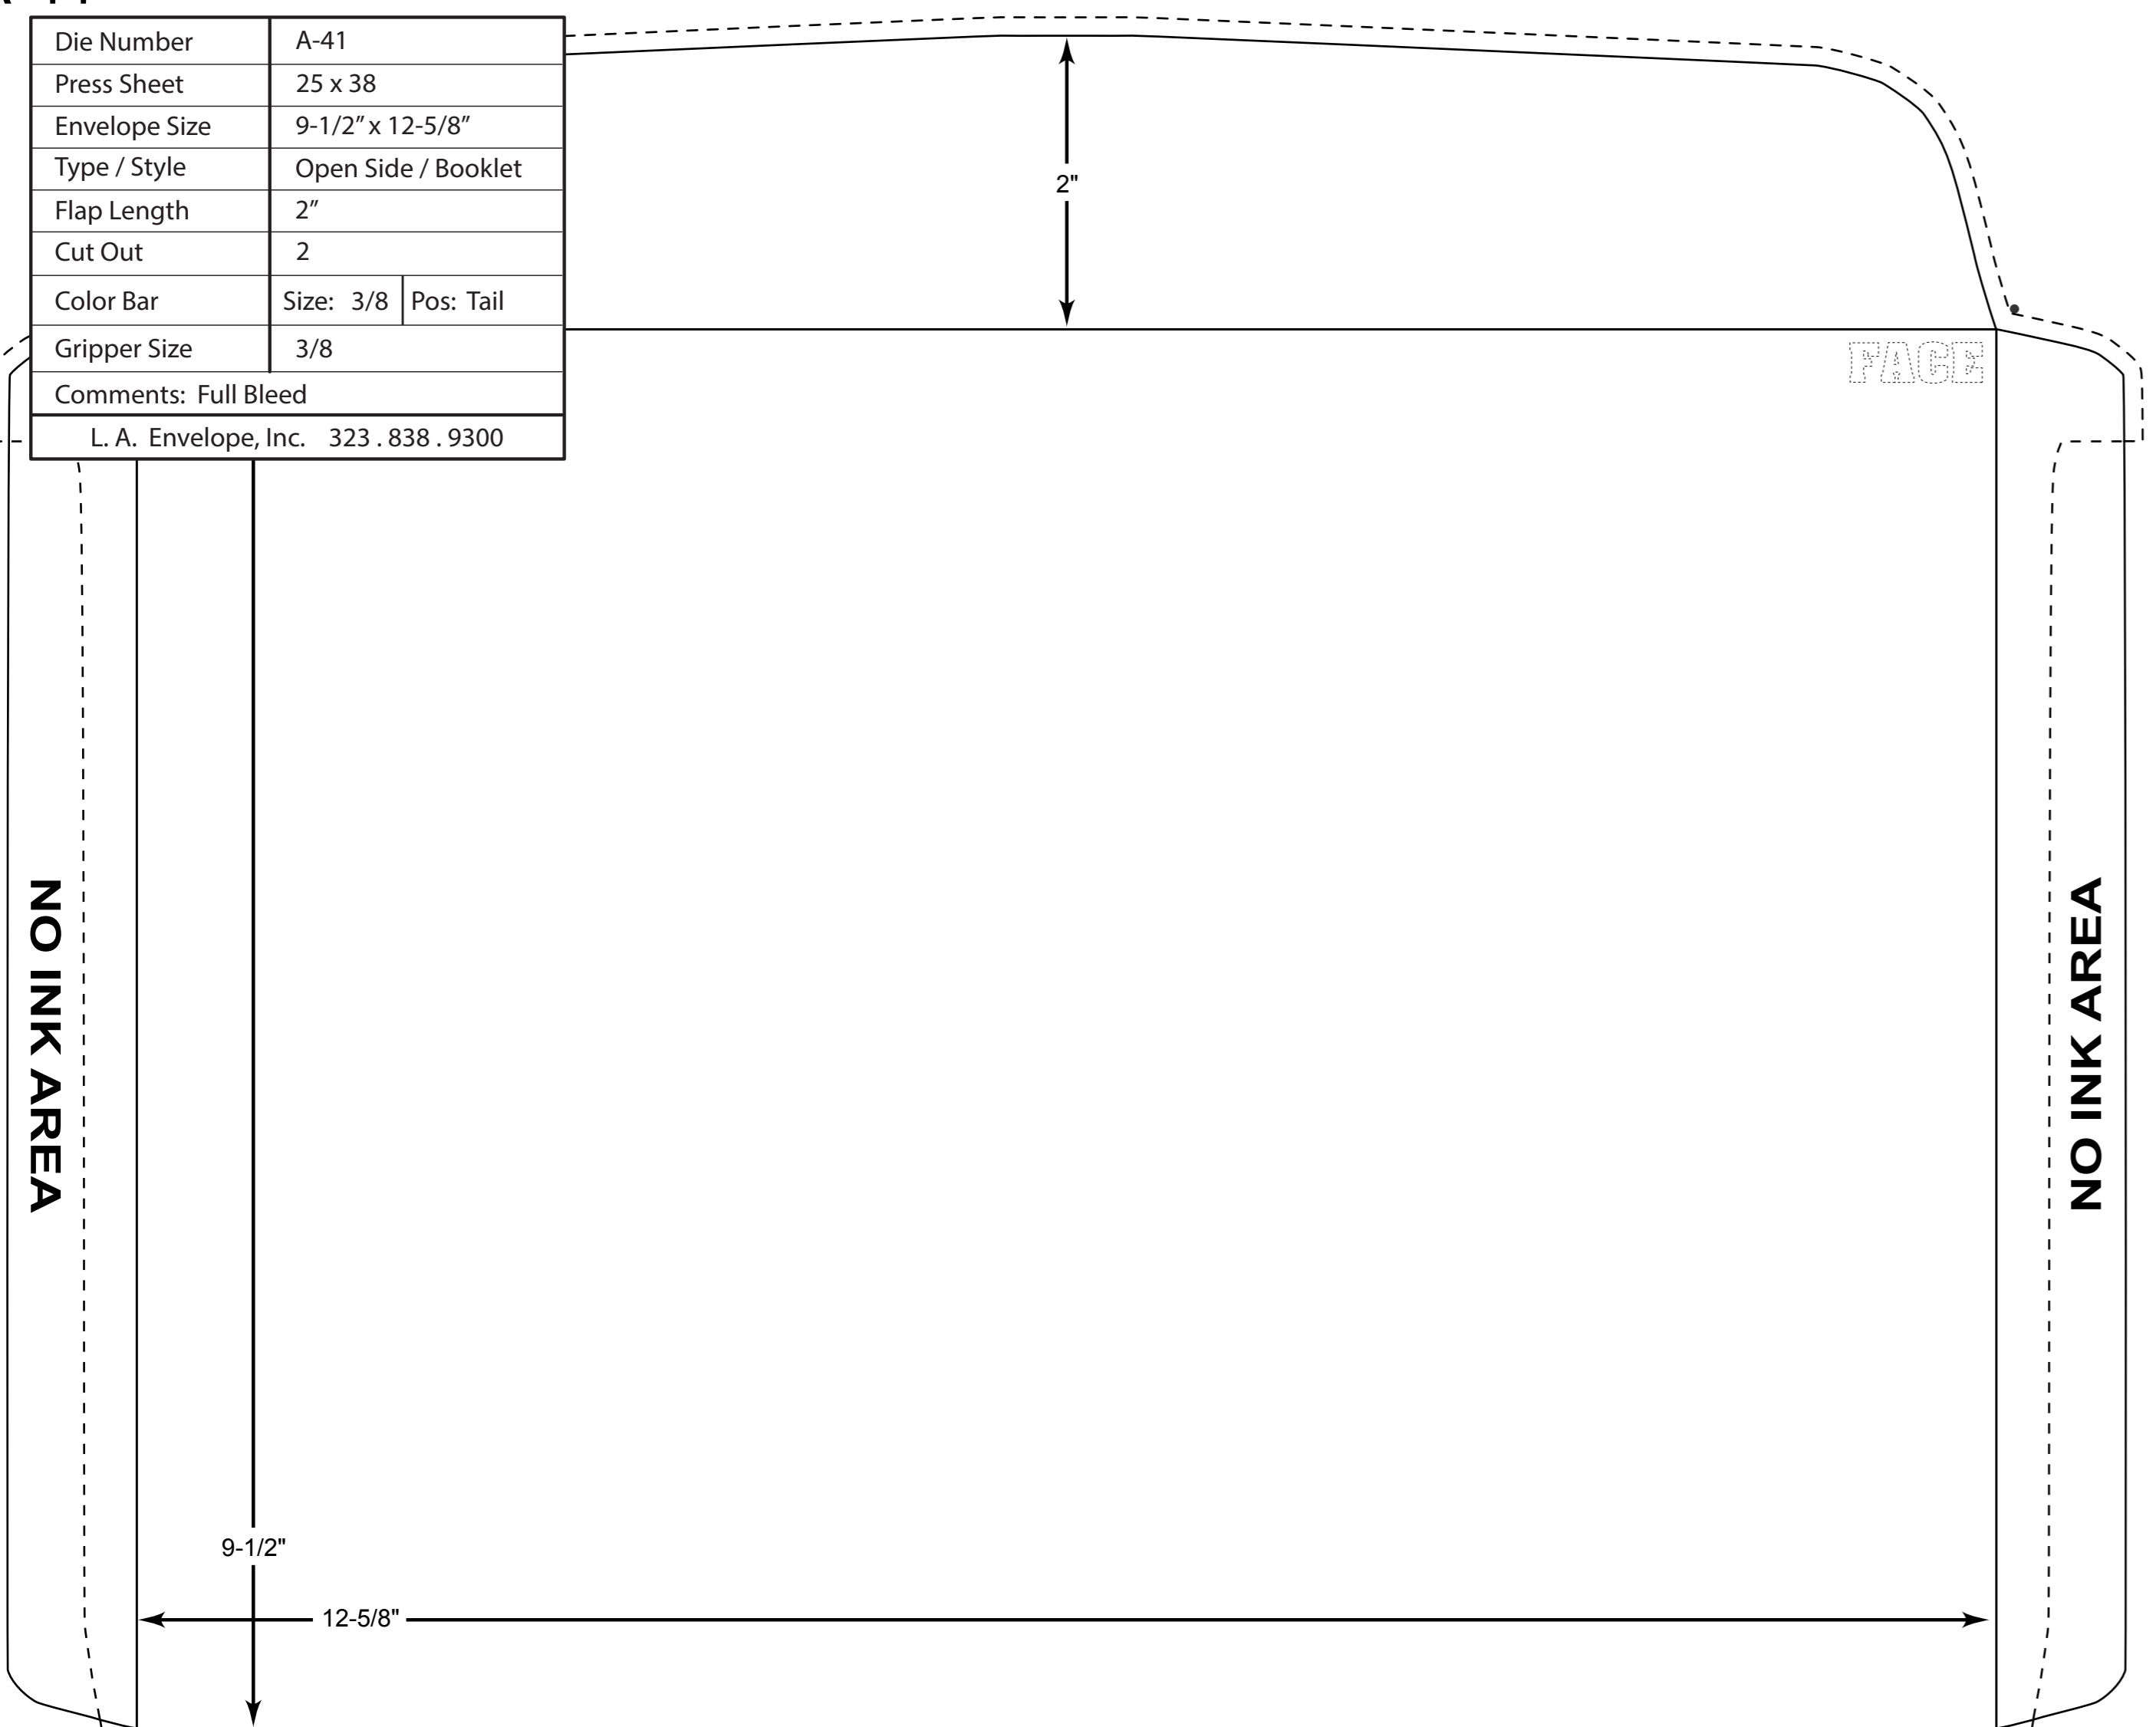 Die Number A-41
Press Sheet 25 x 38
Envelope Size 9-1/2” x 12-5/8”
Type / Style Open Side / Booklet
Flap Length 2”
Cut Out 2
Color Bar Size: 3/8 Pos: Tail
Gripper Size 3/8
Comments: Full Bleed
L. A. Envelope, Inc. 323 . 838 . 9300
2"
FACE
NO INK AREA
NO INK AREA
9-1/2"
12-5/8"